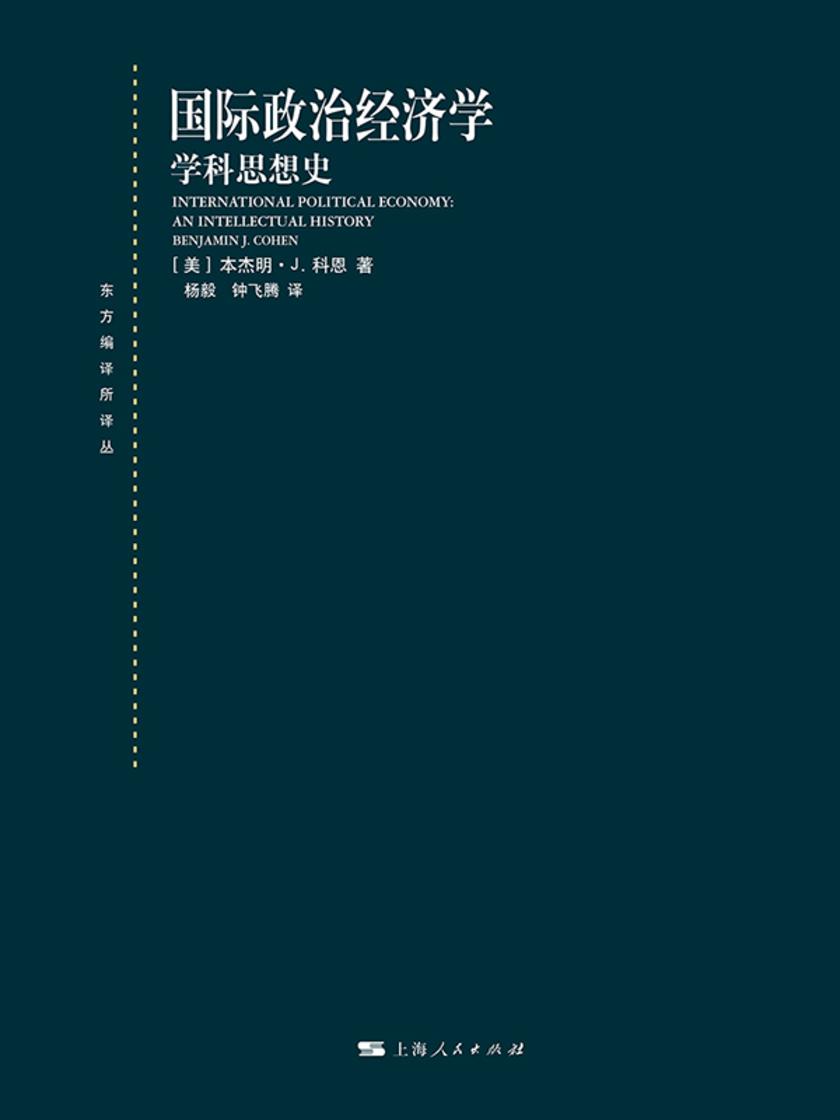 国际政治经济学
学科思想史
INTERNATIONAL POLITICAL ECONOMY:
AN INTELLECTUAL HISTORY
BENJAMIN J. COHEN
[美] 本杰明·J. 科恩 著
杨毅 钟飞腾 译
东方编译所译丛
上海人民出版社